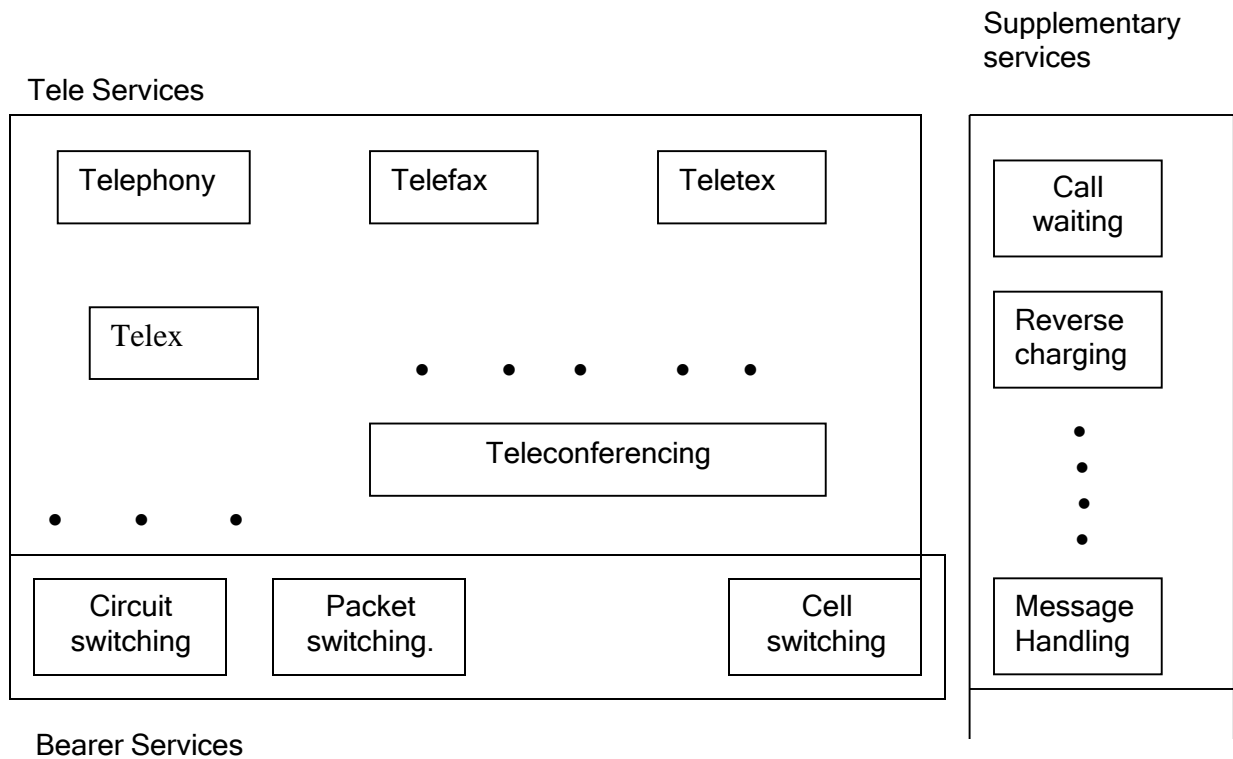 Supplementary
services
Tele Services
Telephony
Telefax
Teletex
Call
waiting
Telex
Reverse
charging
Teleconferencing
Circuit
switching
Packet
switching.
Cell
switching
Message
Handling
Bearer Services